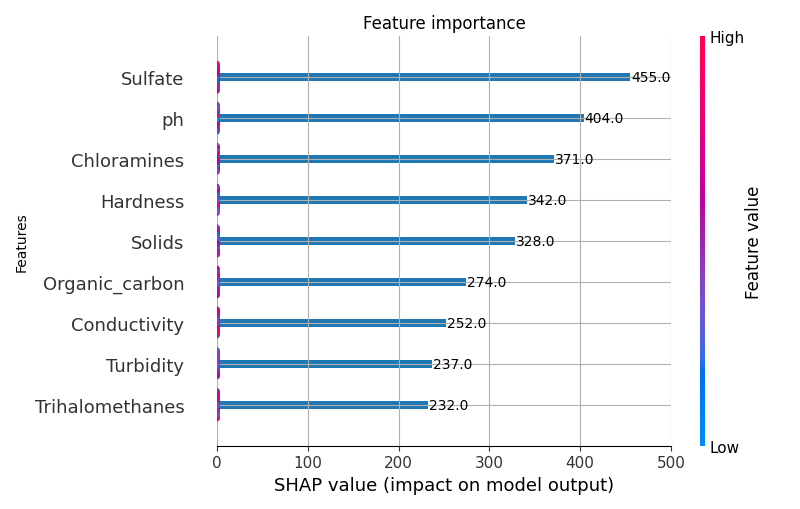 Feature importance
High
Sulfate 455.0
ph 404.0
Chloramines 371.0
Hardness 342.0
Solids 328.0
Organic_carbon 274.0
Conductivity 252.0
Turbidity 237.0
Trihalomethanes 232.0
Features
Feature value
Low
0 100 200 300 400 500
SHAP value (impact on model output)